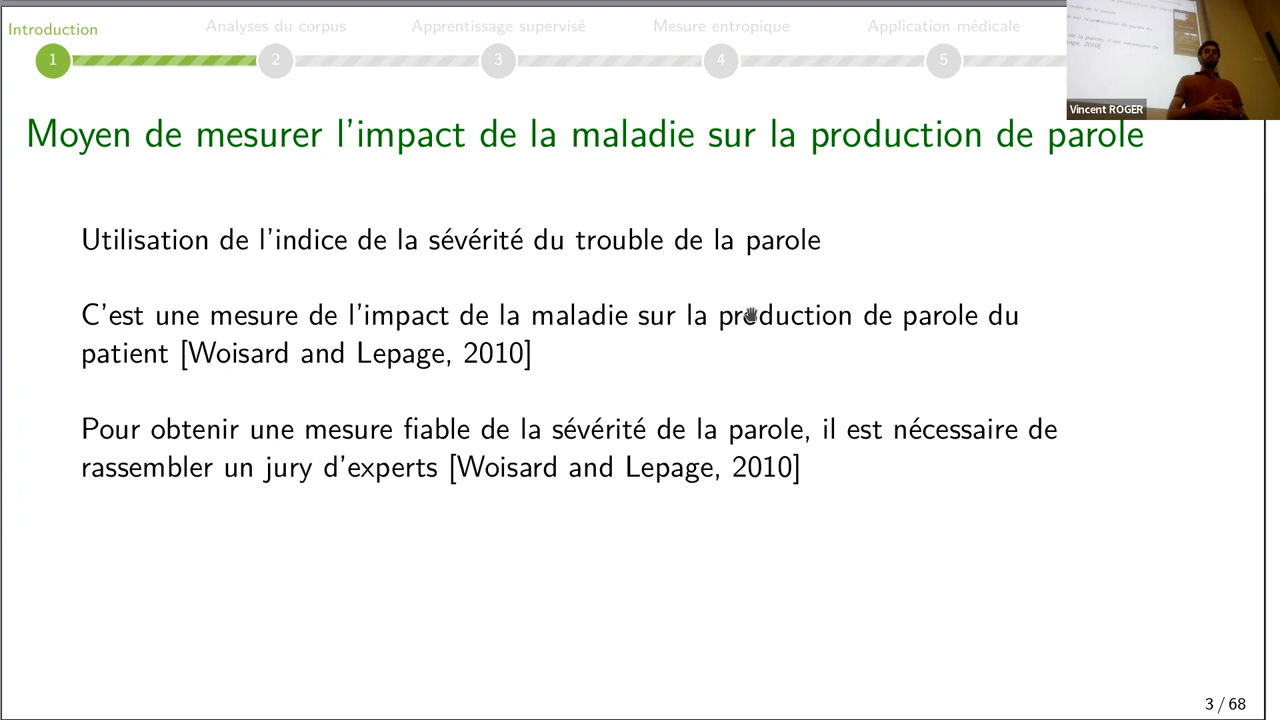 Introduction
Analyses du corpus
Apprentissage supervisé
Mesure entropique
Application médicale
1
2
3
4
5
Vincent ROGER
Moyen de mesurer l'impact de la maladie sur la production de parole
Utilisation de l'indice de la sévérité du trouble de la parole
C'est une mesure de l'impact de la maladie sur la production de parole du
patient [Woisard and Lepage, 2010]
Pour obtenir une mesure fiable de la sévérité de la parole, il est nécessaire de
rassembler un jury d'experts [Woisard and Lepage, 2010]
3 / 68